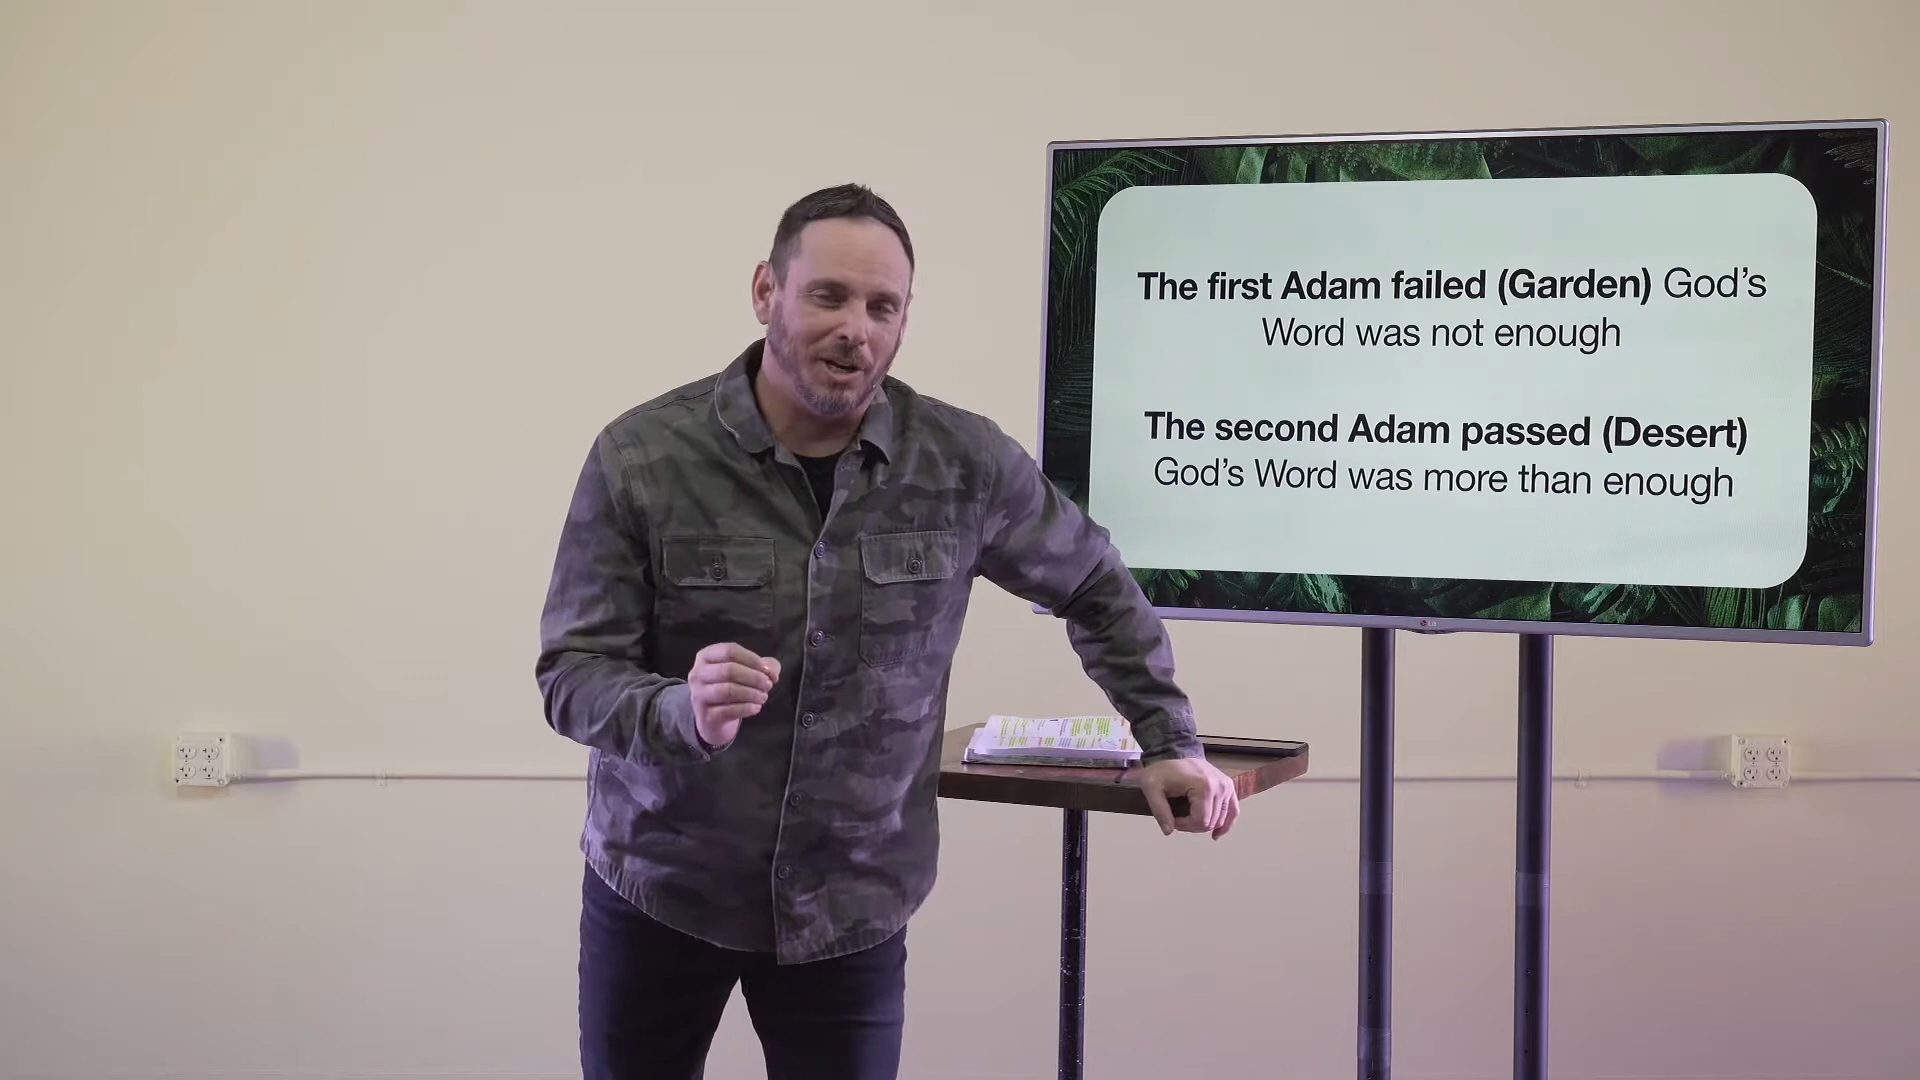 The first Adam failed (Garden) God's
Word was not enough
The second Adam passed (Desert)
God's Word was more than enough
LG